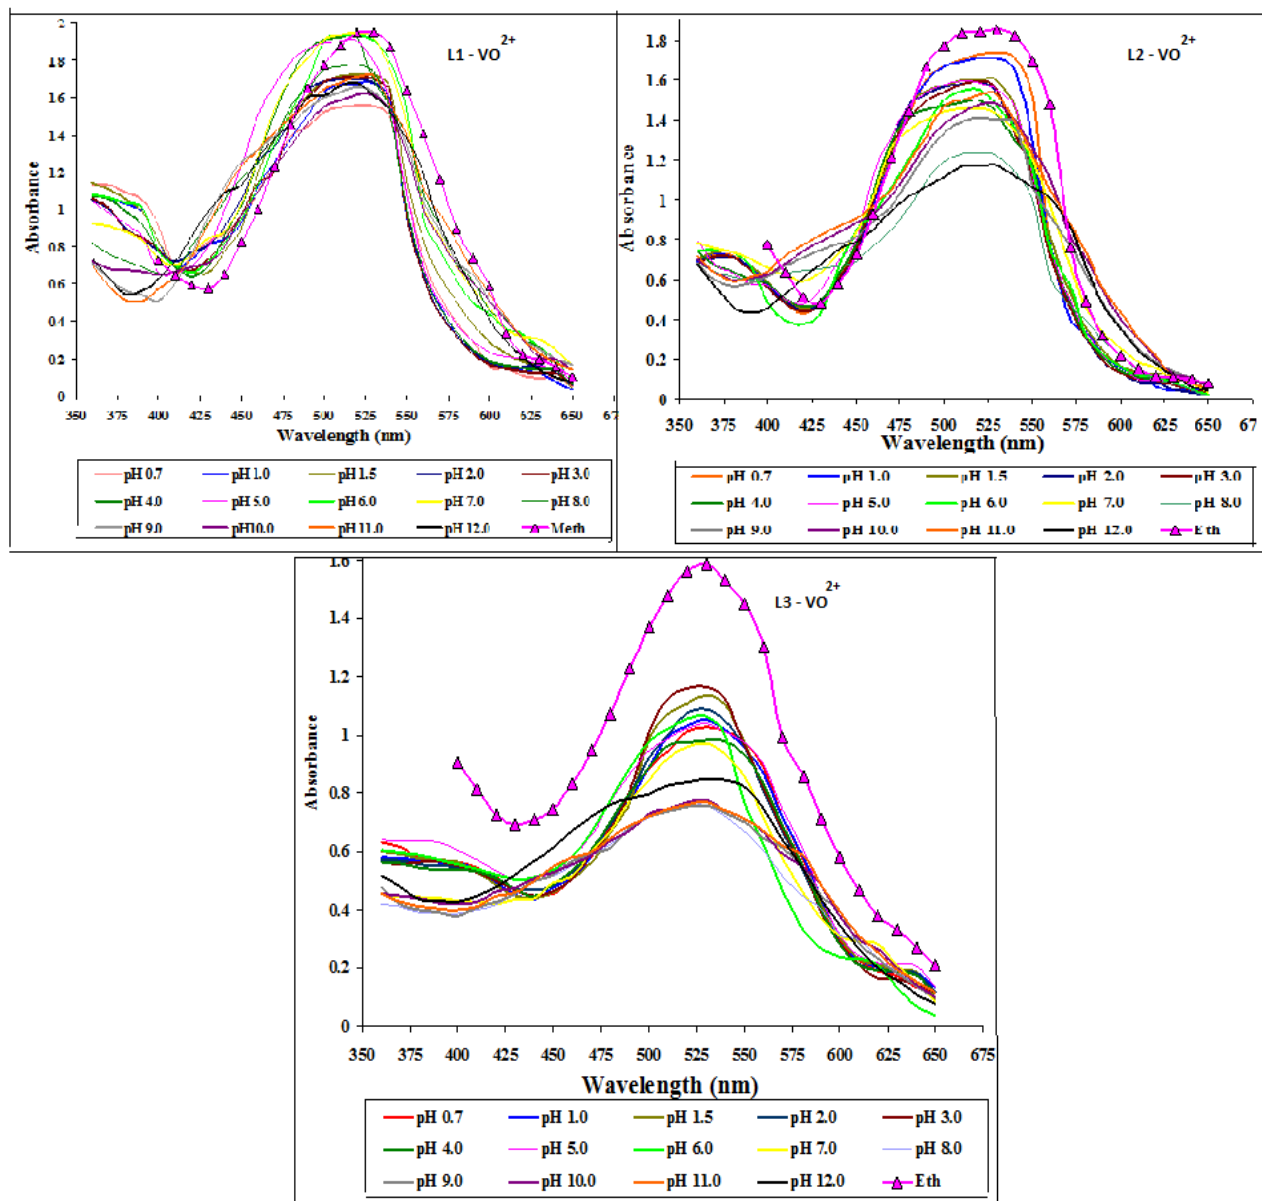 L1 - VO2+
Absorbance
2
1.8
1.6
1.4
1.2
1
0.8
0.6
0.4
0.2
0
350 375 400 425 450 475 500 525 550 575 600 625 650 67
Wavelength (nm)
pH 0.7 pH 1.0 pH 1.5 pH 2.0 pH 3.0
pH 4.0 pH 5.0 pH 6.0 pH 7.0 pH 8.0
pH 9.0 pH10.0 pH 11.0 pH 12.0 Meth
L2 - VO2+
Absorbance
1.8
1.6
1.4
1.2
1
0.8
0.6
0.4
0.2
0
350 375 400 425 450 475 500 525 550 575 600 625 650 67
Wavelength (nm)
pH 0.7 pH 1.0 pH 1.5 pH 2.0 pH 3.0
pH 4.0 pH 5.0 pH 6.0 pH 7.0 pH 8.0
pH 9.0 pH 10.0 pH 11.0 pH 12.0 Eth
L3 - VO2+
Absorbance
1.6
1.4
1.2
1
0.8
0.6
0.4
0.2
0
350 375 400 425 450 475 500 525 550 575 600 625 650 675
Wavelength (nm)
pH 0.7 pH 1.0 pH 1.5 pH 2.0 pH 3.0
pH 4.0 pH 5.0 pH 6.0 pH 7.0 pH 8.0
pH 9.0 pH 10.0 pH 11.0 pH 12.0 Eth